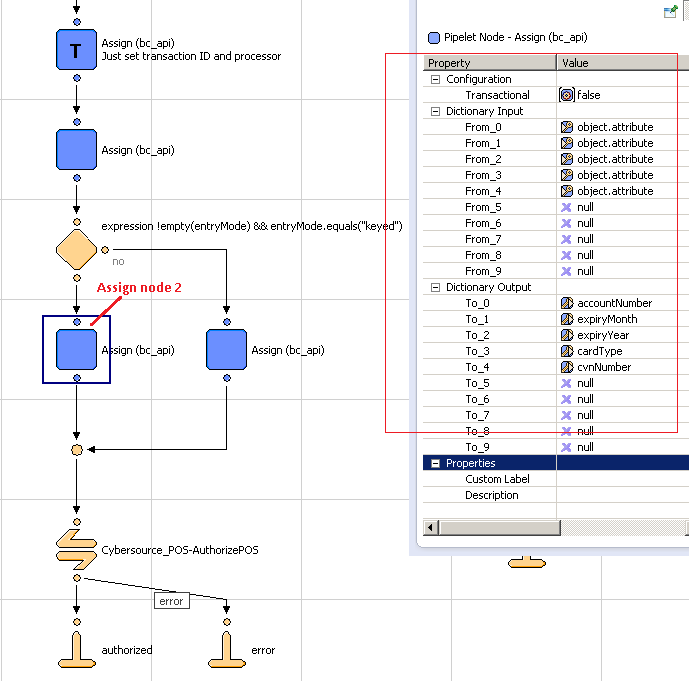 T
Assign (bc_api)
Just set transaction ID and processor
Assign (bc_api)
expression !empty(entryMode) && entryMode.equals("keyed")
no
Assign node 2
Assign (bc_api)
Assign (bc_api)
Cybersource_POS-AuthorizePOS
error
authorized
error
Pipelet Node - Assign (bc_api)
Property Value
Configuration
Transactional false
Dictionary Input
From_0 object.attribute
From_1 object.attribute
From_2 object.attribute
From_3 object.attribute
From_4 object.attribute
From_5 null
From_6 null
From_7 null
From_8 null
From_9 null
Dictionary Output
To_0 accountNumber
To_1 expiryMonth
To_2 expiryYear
To_3 cardType
To_4 cvnNumber
To_5 null
To_6 null
To_7 null
To_8 null
To_9 null
Properties
Custom Label
Description